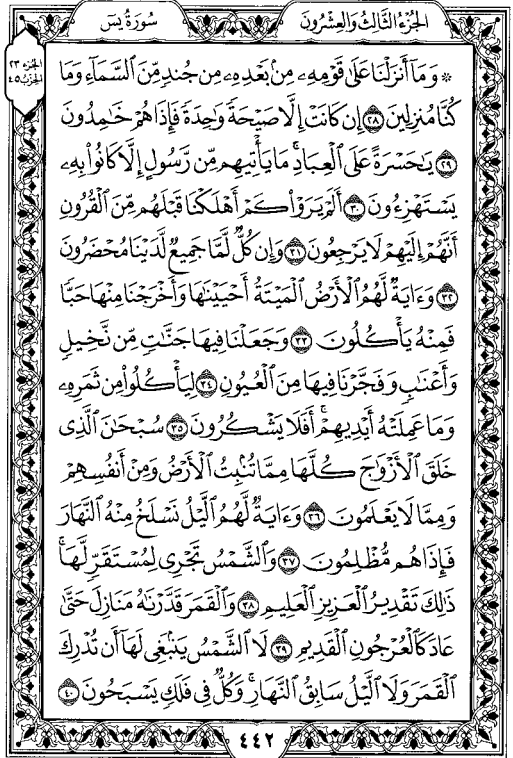 سُورَةُ يسٓ
الجُزْءُ الثَّالِثُ وَالعِشْرُونَ
الجزء ٢٣
الحزب ٤٥
۞ وَمَآ أَنزَلْنَا عَلَىٰ قَوْمِهِۦ مِنۢ بَعْدِهِۦ مِن جُندٍ مِّنَ ٱلسَّمَآءِ وَمَا
كُنَّا مُنزِلِينَ ٢٨ إِن كَانَتْ إِلَّا صَيْحَةً وَٰحِدَةً فَإِذَا هُمْ خَٰمِدُونَ
٢٩ يَٰحَسْرَةً عَلَى ٱلْعِبَادِ ۚ مَا يَأْتِيهِم مِّن رَّسُولٍ إِلَّا كَانُوا۟ بِهِۦ
يَسْتَهْزِءُونَ ٣٠ أَلَمْ يَرَوْا۟ كَمْ أَهْلَكْنَا قَبْلَهُم مِّنَ ٱلْقُرُونِ
أَنَّهُمْ إِلَيْهِمْ لَا يَرْجِعُونَ ٣١ وَإِن كُلٌّ لَّمَّا جَمِيعٌ لَّدَيْنَا مُحْضَرُونَ
٣٢ وَءَايَةٌ لَّهُمُ ٱلْأَرْضُ ٱلْمَيْتَةُ أَحْيَيْنَٰهَا وَأَخْرَجْنَا مِنْهَا حَبًّا
فَمِنْهُ يَأْكُلُونَ ٣٣ وَجَعَلْنَا فِيهَا جَنَّٰتٍ مِّن نَّخِيلٍ
وَأَعْنَٰبٍ وَفَجَّرْنَا فِيهَا مِنَ ٱلْعُيُونِ ٣٤ لِيَأْكُلُوا۟ مِن ثَمَرِهِۦ
وَمَا عَمِلَتْهُ أَيْدِيهِمْ ۖ أَفَلَا يَشْكُرُونَ ٣٥ سُبْحَٰنَ ٱلَّذِى
خَلَقَ ٱلْأَزْوَٰجَ كُلَّهَا مِمَّا تُنۢبِتُ ٱلْأَرْضُ وَمِنْ أَنفُسِهِمْ
وَمِمَّا لَا يَعْلَمُونَ ٣٦ وَءَايَةٌ لَّهُمُ ٱلَّيْلُ نَسْلَخُ مِنْهُ ٱلنَّهَارَ
فَإِذَا هُم مُّظْلِمُونَ ٣٧ وَٱلشَّمْسُ تَجْرِى لِمُسْتَقَرٍّ لَّهَا ۚ
ذَٰلِكَ تَقْدِيرُ ٱلْعَزِيزِ ٱلْعَلِيمِ ٣٨ وَٱلْقَمَرَ قَدَّرْنَٰهُ مَنَازِلَ حَتَّىٰ
عَادَ كَٱلْعُرْجُونِ ٱلْقَدِيمِ ٣٩ لَا ٱلشَّمْسُ يَنۢبَغِى لَهَآ أَن تُدْرِكَ
ٱلْقَمَرَ وَلَا ٱلَّيْلُ سَابِقُ ٱلنَّهَارِ ۚ وَكُلٌّ فِى فَلَكٍ يَسْبَحُونَ ٤٠
٤٤٢